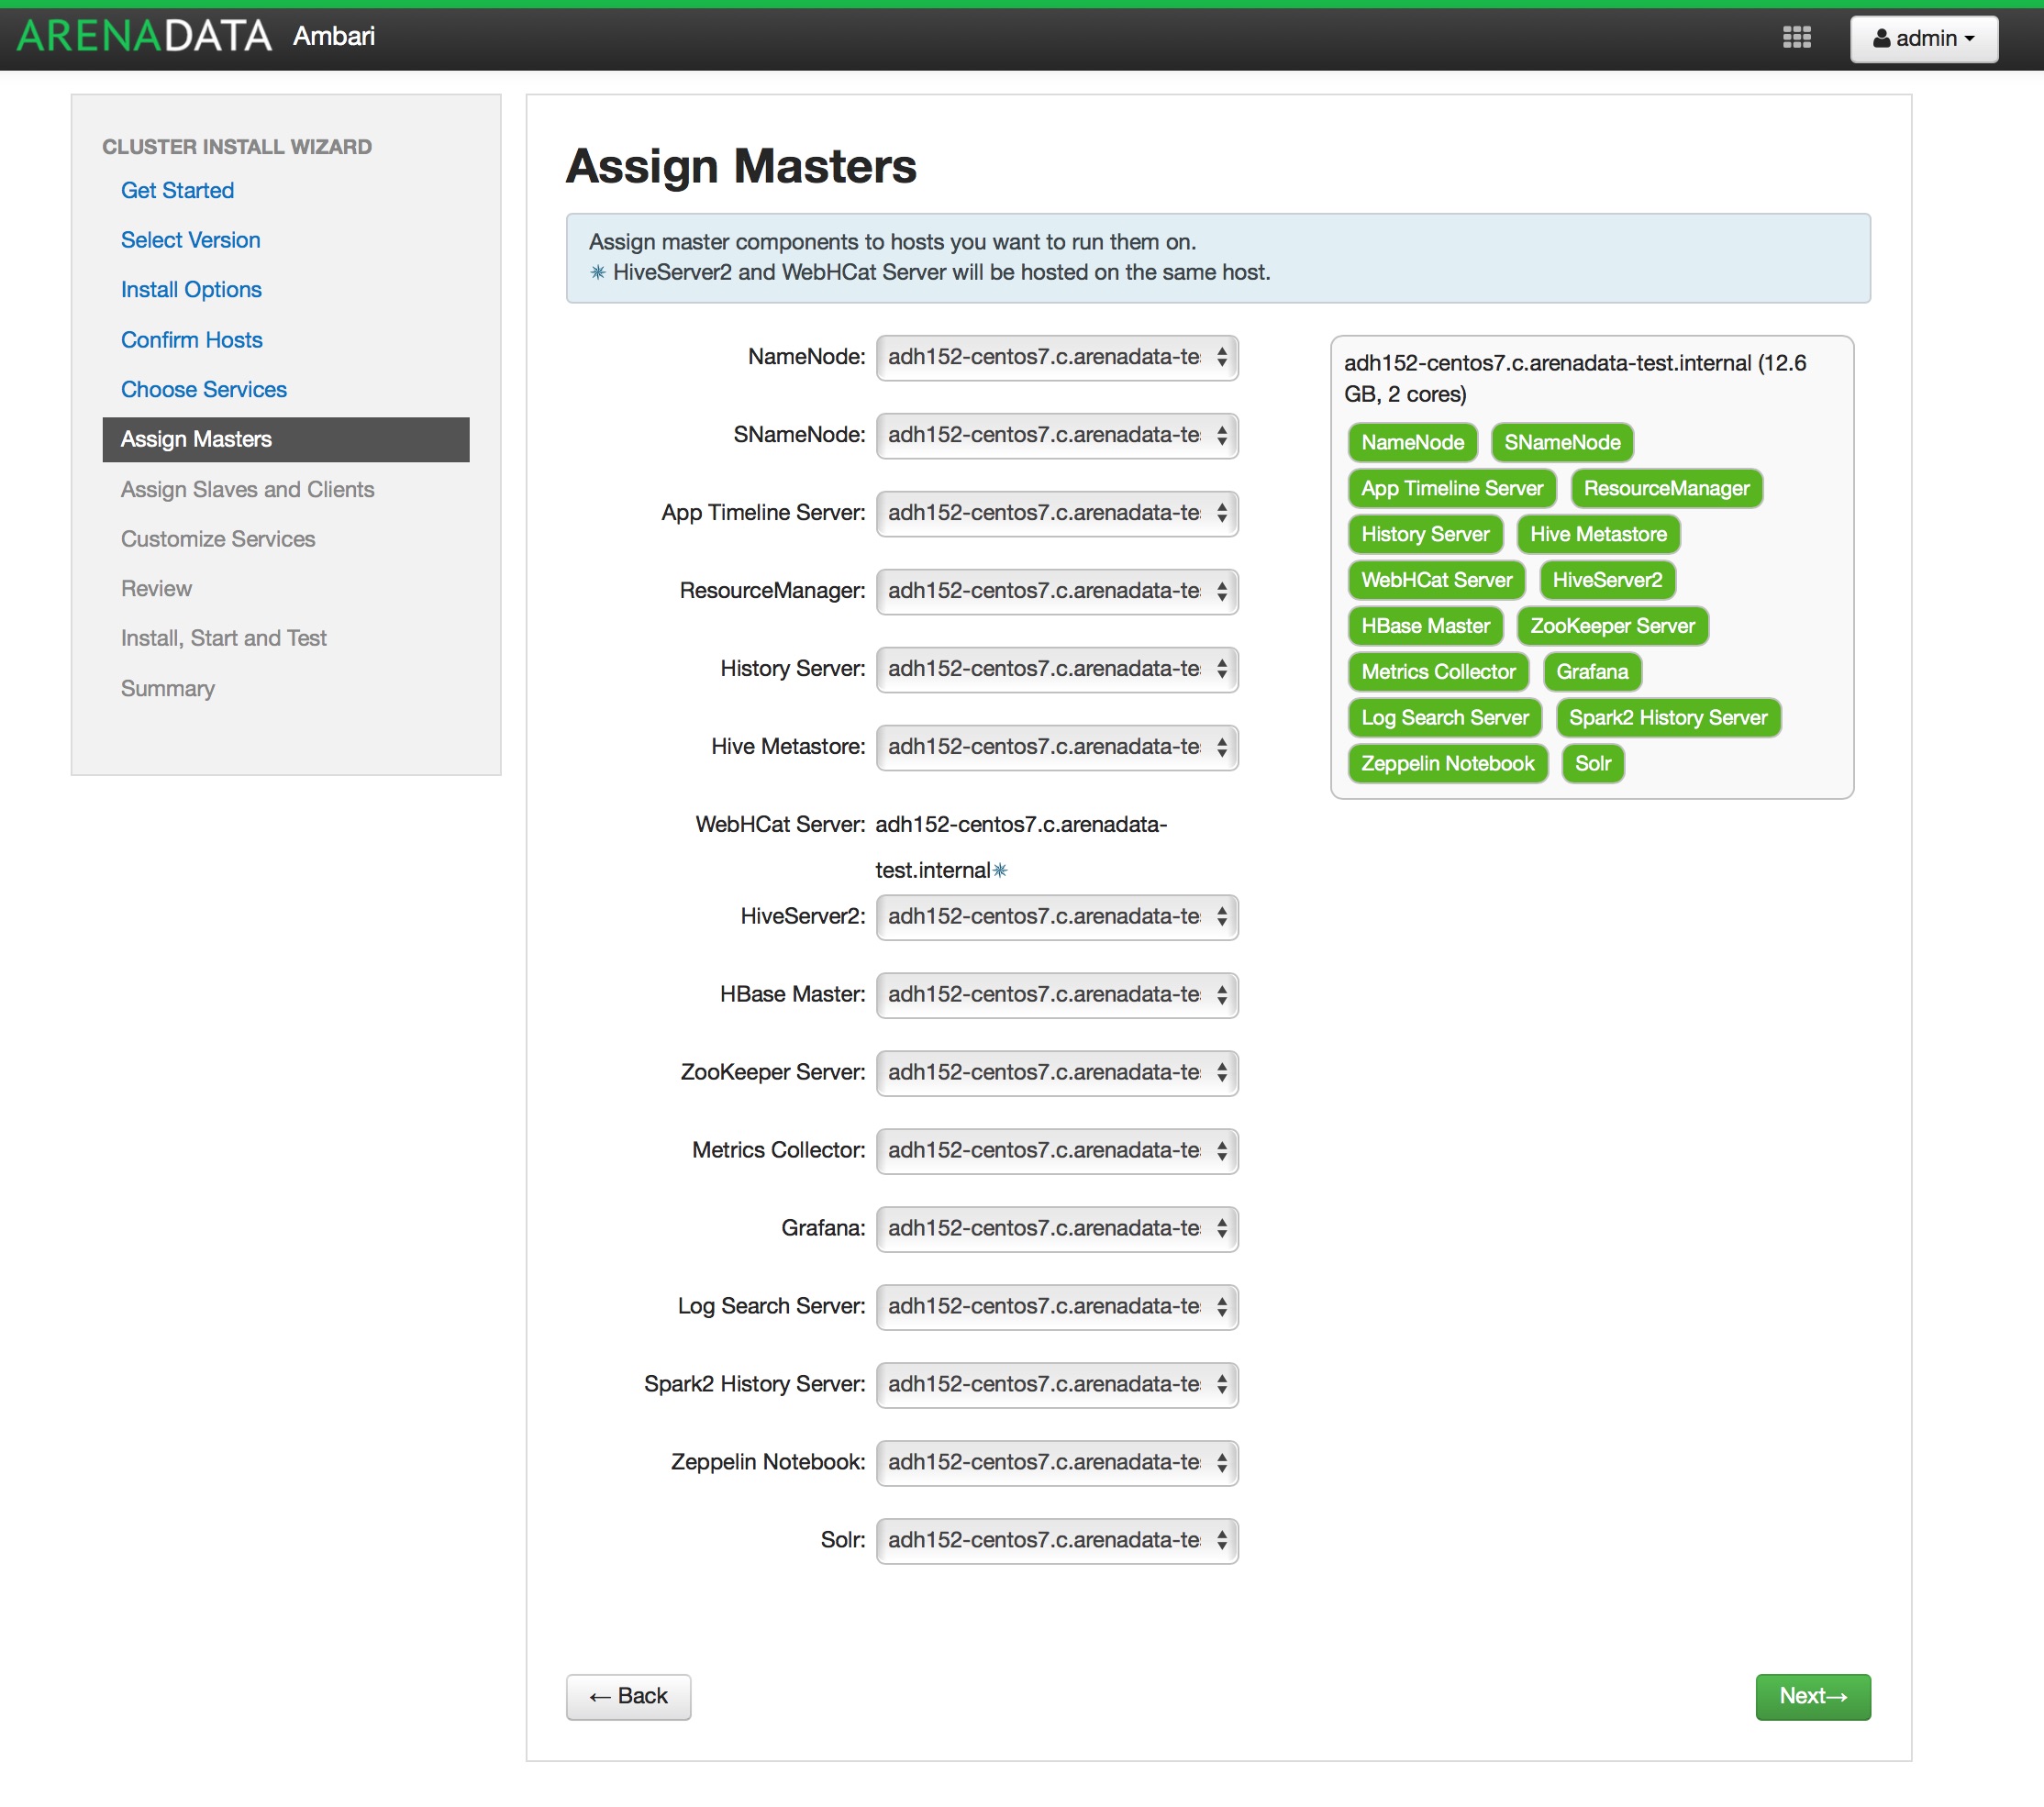 ARENADATA Ambari admin
CLUSTER INSTALL WIZARD
Get Started
Select Version
Install Options
Confirm Hosts
Choose Services
Assign Masters
Assign Slaves and Clients
Customize Services
Review
Install, Start and Test
Summary
Assign Masters
Assign master components to hosts you want to run them on.
✳ HiveServer2 and WebHCat Server will be hosted on the same host.
NameNode: adh152-centos7.c.arenadata-te
SNameNode: adh152-centos7.c.arenadata-te
App Timeline Server: adh152-centos7.c.arenadata-te
ResourceManager: adh152-centos7.c.arenadata-te
History Server: adh152-centos7.c.arenadata-te
Hive Metastore: adh152-centos7.c.arenadata-te
WebHCat Server: adh152-centos7.c.arenadata-
test.internal✳
HiveServer2: adh152-centos7.c.arenadata-te
HBase Master: adh152-centos7.c.arenadata-te
ZooKeeper Server: adh152-centos7.c.arenadata-te
Metrics Collector: adh152-centos7.c.arenadata-te
Grafana: adh152-centos7.c.arenadata-te
Log Search Server: adh152-centos7.c.arenadata-te
Spark2 History Server: adh152-centos7.c.arenadata-te
Zeppelin Notebook: adh152-centos7.c.arenadata-te
Solr: adh152-centos7.c.arenadata-te
adh152-centos7.c.arenadata-test.internal (12.6
GB, 2 cores)
NameNode SNameNode
App Timeline Server ResourceManager
History Server Hive Metastore
WebHCat Server HiveServer2
HBase Master ZooKeeper Server
Metrics Collector Grafana
Log Search Server Spark2 History Server
Zeppelin Notebook Solr
← Back Next→